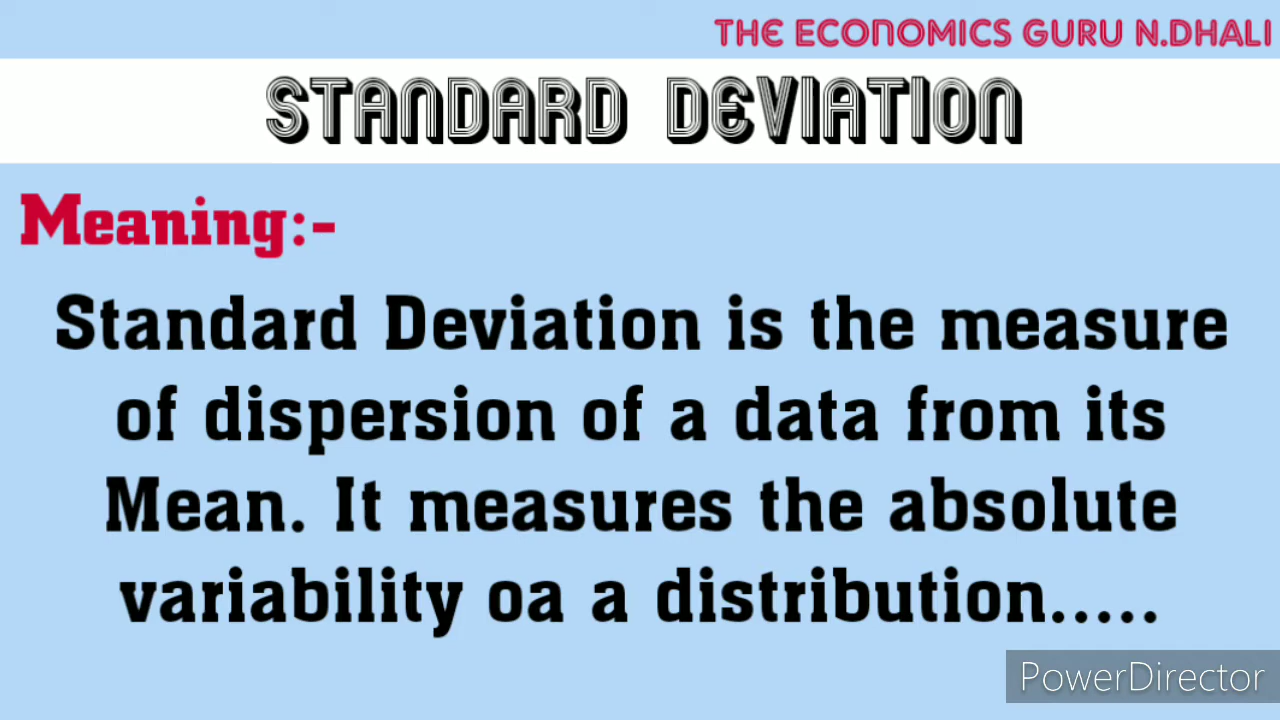 THE ECONOMICS GURU N.DHALI
STANDARD DEVIATION
Meaning:-
Standard Deviation is the measure
of dispersion of a data from its
Mean. It measures the absolute
variability oa a distribution.....
PowerDirector